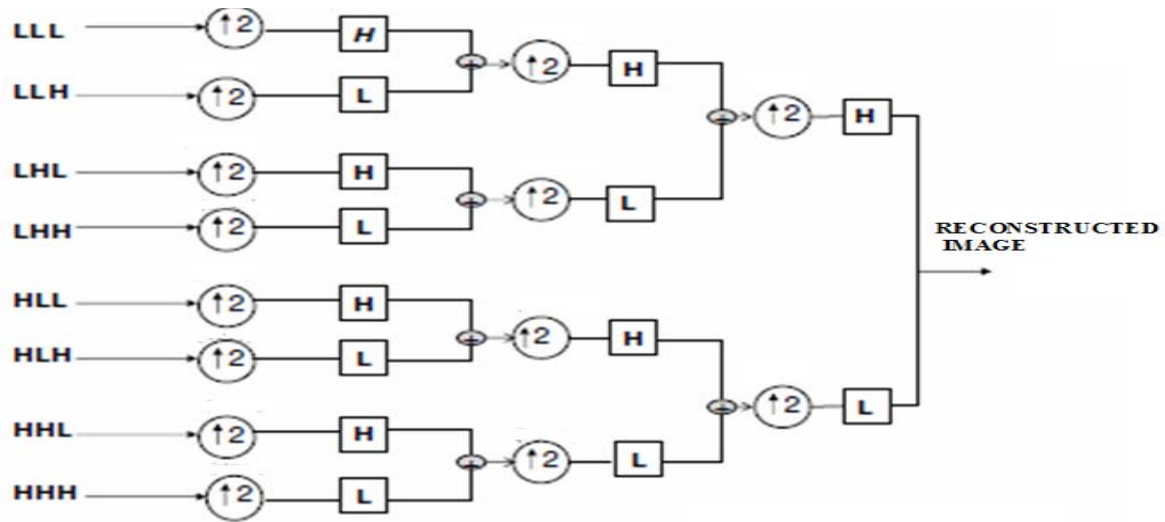 LLL ↑2 H
↑2 H
LLH ↑2 L
↑2 H
LHL ↑2 H
↑2 L
LHH ↑2 L
RECONSTRUCTED
IMAGE
HLL ↑2 H
↑2 H
HLH ↑2 L
↑2 L
HHL ↑2 H
↑2 L
HHH ↑2 L